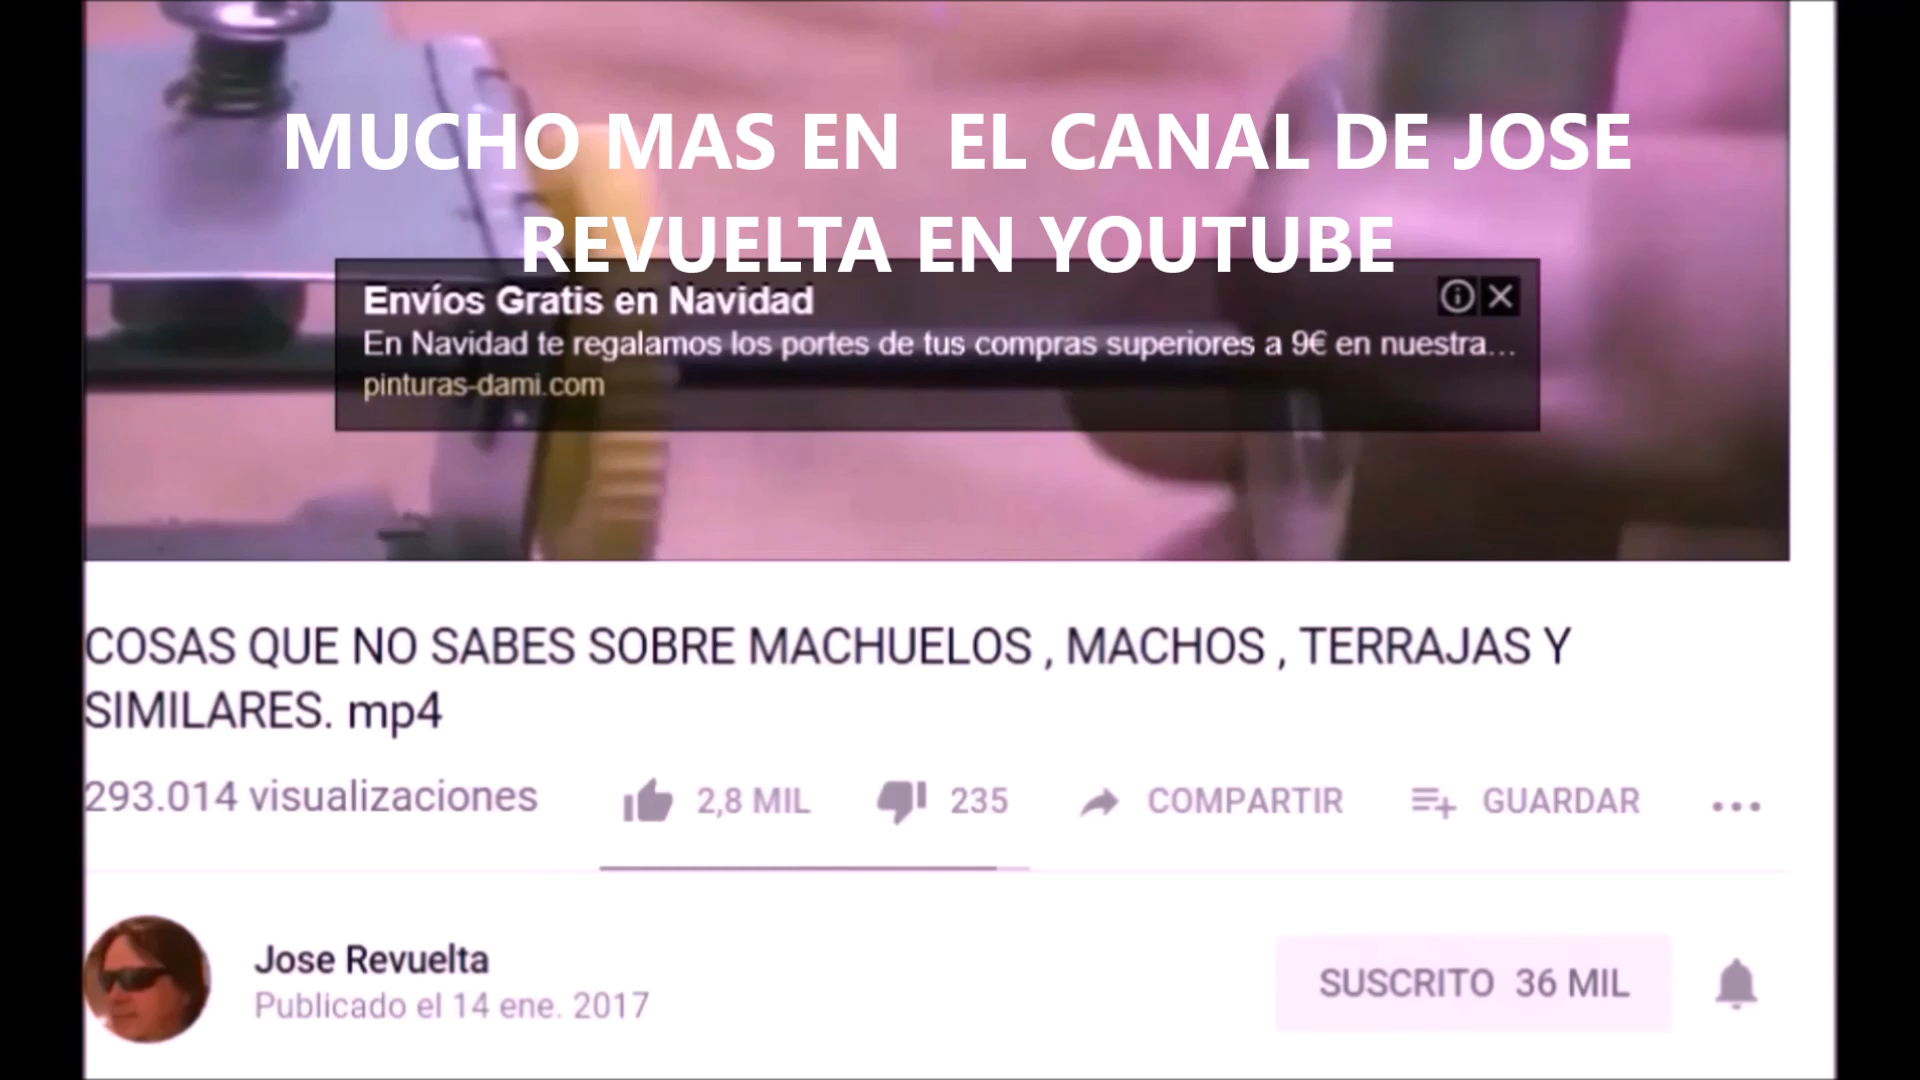 MUCHO MAS EN EL CANAL DE JOSE
REVUELTA EN YOUTUBE
Envíos Gratis en Navidad
En Navidad te regalamos los portes de tus compras superiores a 9€ en nuestra...
pinturas-dami.com
COSAS QUE NO SABES SOBRE MACHUELOS , MACHOS , TERRAJAS Y
SIMILARES. mp4
293.014 visualizaciones 2,8 MIL 235 COMPARTIR GUARDAR
Jose Revuelta
Publicado el 14 ene. 2017
SUSCRITO 36 MIL